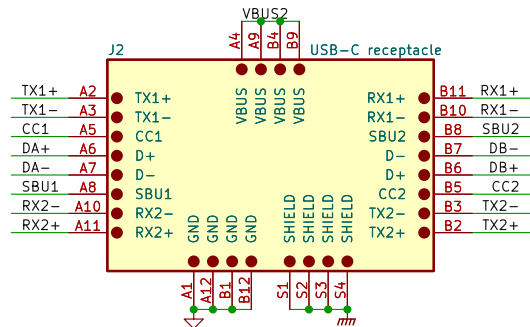 VBUS2
A4 A9 B4 B9
J2 USB-C receptacle
VBUS VBUS VBUS VBUS
TX1+ A2 TX1+ RX1+ B11 RX1+
TX1- A3 TX1- RX1- B10 RX1-
CC1 A5 CC1 SBU2 B8 SBU2
DA+ A6 D+ D- B7 DB-
DA- A7 D- D+ B6 DB+
SBU1 A8 SBU1 CC2 B5 CC2
RX2- A10 RX2- TX2- B3 TX2-
RX2+ A11 RX2+ TX2+ B2 TX2+
GND GND GND GND SHIELD SHIELD SHIELD SHIELD
A1 A12 B1 B12 S1 S2 S3 S4